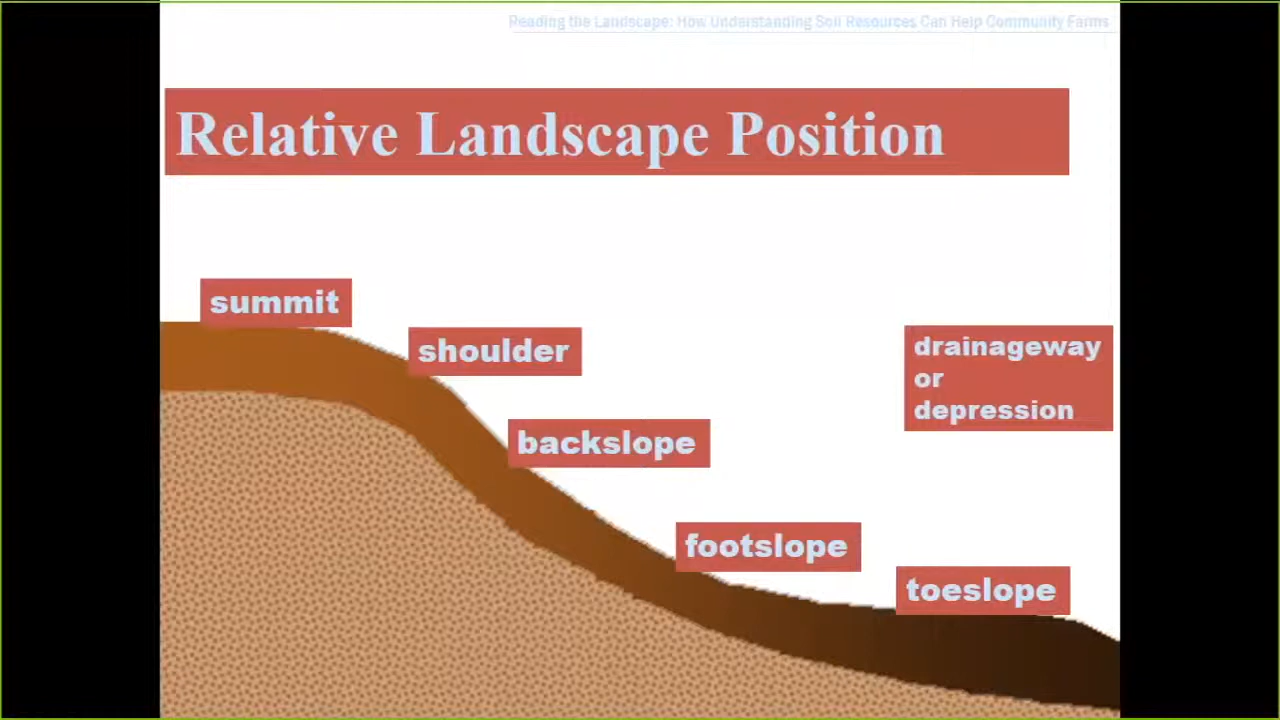 Reading the Landscape: How Understanding Soil Resources Can Help Community Farms
Relative Landscape Position
summit
shoulder
drainageway
or
depression
backslope
footslope
toeslope